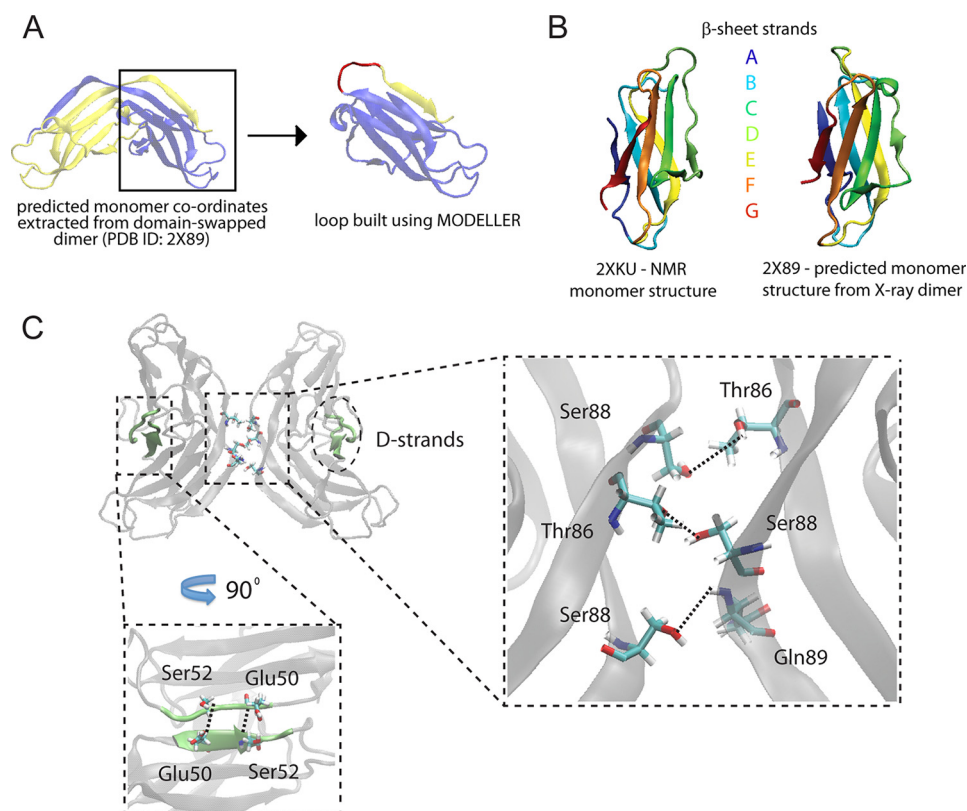 A
predicted monomer co-ordinates
extracted from domain-swapped
dimer (PDB ID: 2X89)
loop built using MODELLER
B
β-sheet strands
A
B
C
D
E
F
G
2XKU - NMR
monomer structure
2X89 - predicted monomer
structure from X-ray dimer
C
D-strands
90°
Ser52
Glu50
Glu50
Ser52
Ser88
Thr86
Thr86
Ser88
Ser88
Gln89